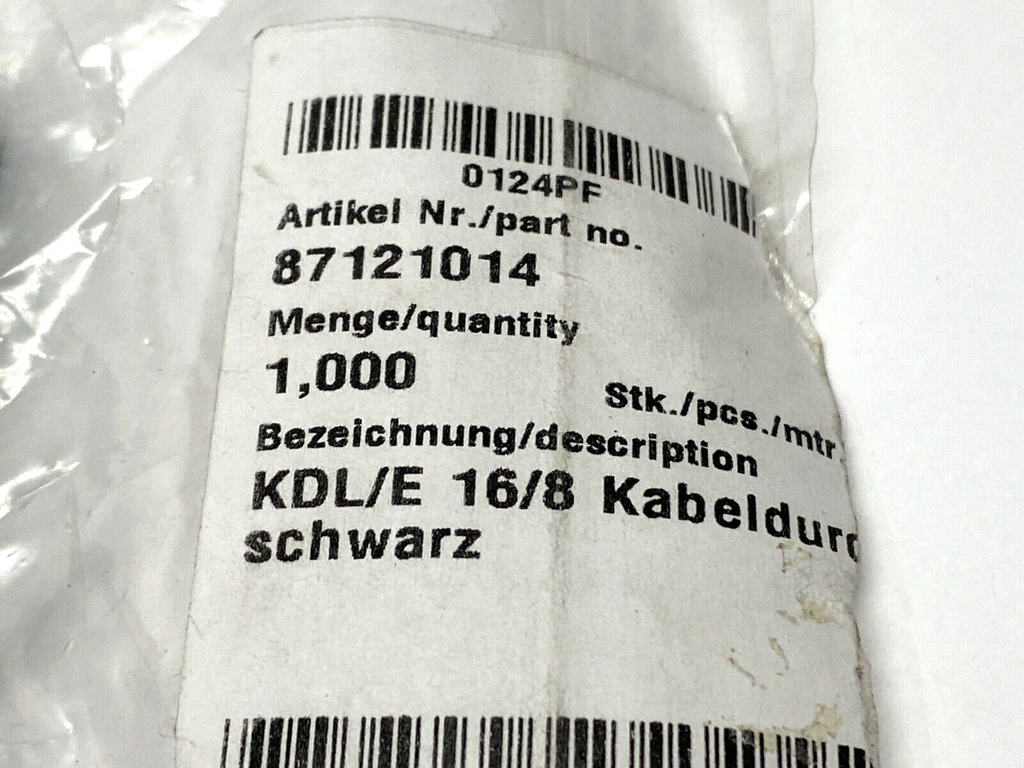 0124PF
Artikel Nr./part no.
87121014
Menge/quantity
1,000
Stk./pcs./mtr.
Bezeichnung/description
KDL/E 16/8
schwarz